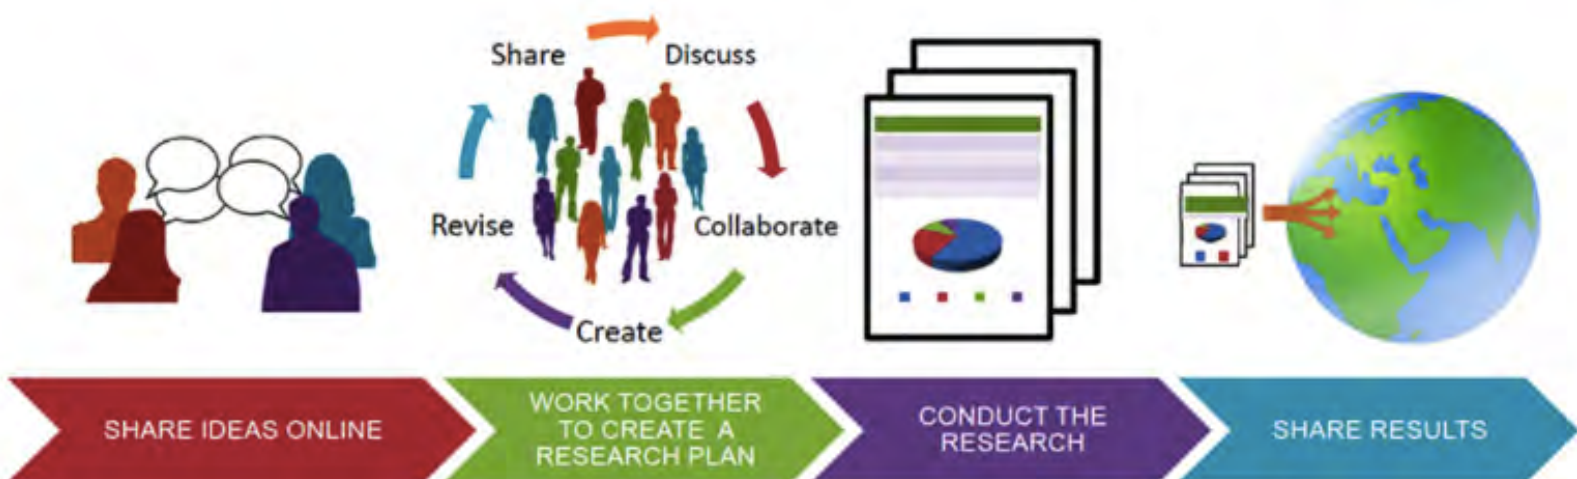 Share
Discuss
Revise
Collaborate
Create
SHARE IDEAS ONLINE
WORK TOGETHER
TO CREATE A
RESEARCH PLAN
CONDUCT THE
RESEARCH
SHARE RESULTS